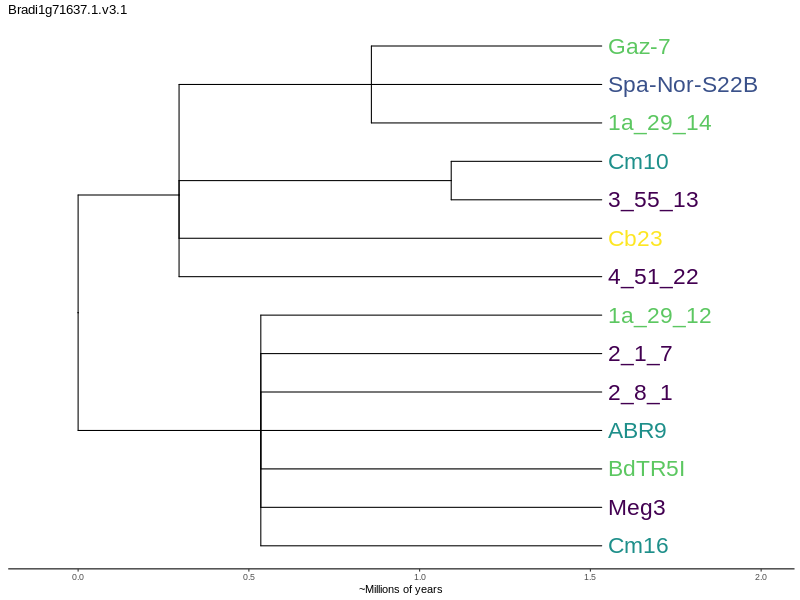 Bradi1g71637.1.v3.1
Gaz-7
Spa-Nor-S22B
1a_29_14
Cm10
3_55_13
Cb23
4_51_22
1a_29_12
2_1_7
2_8_1
ABR9
BdTR5I
Meg3
Cm16
0.0 0.5 1.0 1.5 2.0
~Millions of years